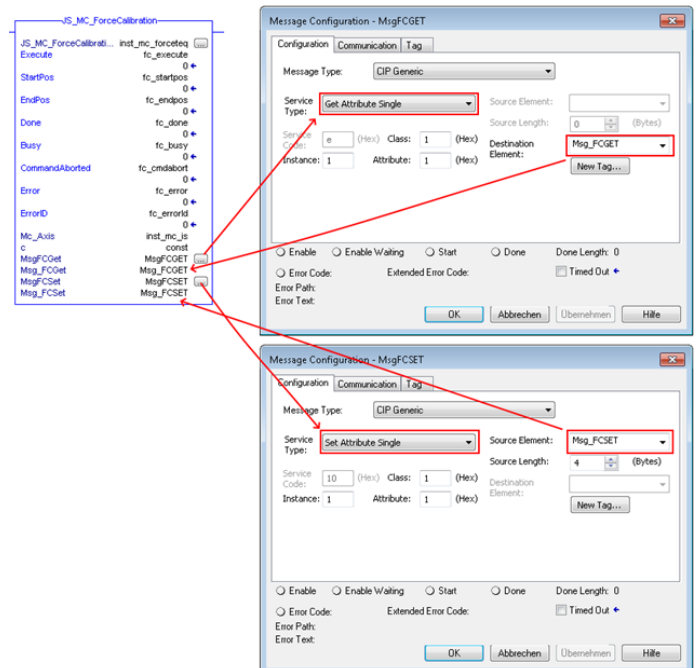 JS_MC_ForceCalibration
JS_MC_ForceCalibrati... inst_mc_forceteq ...
Execute fc_execute
0
StartPos fc_startpos
0
EndPos fc_endpos
0
Done fc_done
0
Busy fc_busy
0
CommandAborted fc_cmdabort
0
Error fc_error
0
ErrorID fc_errorId
0
Mc_Axis inst_mc_is
c const
MsgFCGet MsgFCGET ...
Msg_FCGet Msg_FCGET
MsgFCSet MsgFCSET ...
Msg_FCSet Msg_FCSET
Message Configuration - MsgFCGET
Configuration Communication Tag
Message Type: CIP Generic
Service Type: Get Attribute Single
Source Element:
Source Length: 0 (Bytes)
Service Code: e (Hex) Class: 1 (Hex)
Destination Element: Msg_FCGET
Instance: 1 Attribute: 1 (Hex)
New Tag...
Enable Enable Waiting Start Done Done Length: 0
Error Code: Extended Error Code: Timed Out
Error Path:
Error Text:
OK Abbrechen Übernehmen Hilfe
Message Configuration - MsgFCSET
Configuration Communication Tag
Message Type: CIP Generic
Service Type: Set Attribute Single
Source Element: Msg_FCSET
Source Length: 4 (Bytes)
Service Code: 10 (Hex) Class: 1 (Hex)
Destination Element:
Instance: 1 Attribute: 1 (Hex)
New Tag...
Enable Enable Waiting Start Done Done Length: 0
Error Code: Extended Error Code: Timed Out
Error Path:
Error Text:
OK Abbrechen Übernehmen Hilfe